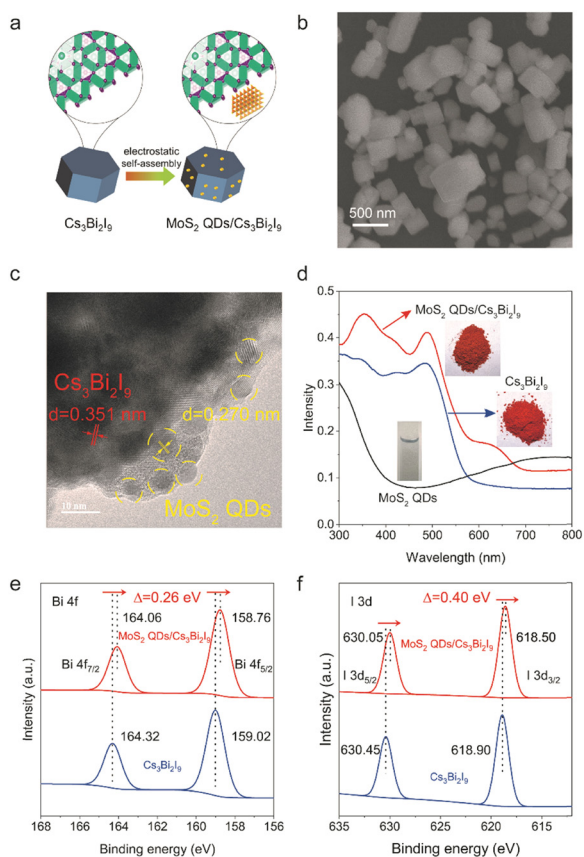 a
electrostatic
self-assembly
Cs₃Bi₂I₉
MoS₂ QDs/Cs₃Bi₂I₉
b
500 nm
c
Cs₃Bi₂I₉
d=0.351 nm
d=0.270 nm
MoS₂ QDs
10 nm
d
Intensity
0.5
0.4
0.3
0.2
0.1
0.0
MoS₂ QDs/Cs₃Bi₂I₉
Cs₃Bi₂I₉
MoS₂ QDs
300 400 500 600 700 800
Wavelength (nm)
e
Intensity (a.u.)
Bi 4f
Δ=0.26 eV
164.06
158.76
MoS₂ QDs/Cs₃Bi₂I₉
Bi 4f₇/₂
Bi 4f₅/₂
164.32
159.02
Cs₃Bi₂I₉
168 166 164 162 160 158 156
Binding energy (eV)
f
Intensity (a.u.)
I 3d
Δ=0.40 eV
630.05
618.50
MoS₂ QDs/Cs₃Bi₂I₉
I 3d₅/₂
I 3d₃/₂
630.45
618.90
Cs₃Bi₂I₉
635 630 625 620 615
Binding energy (eV)